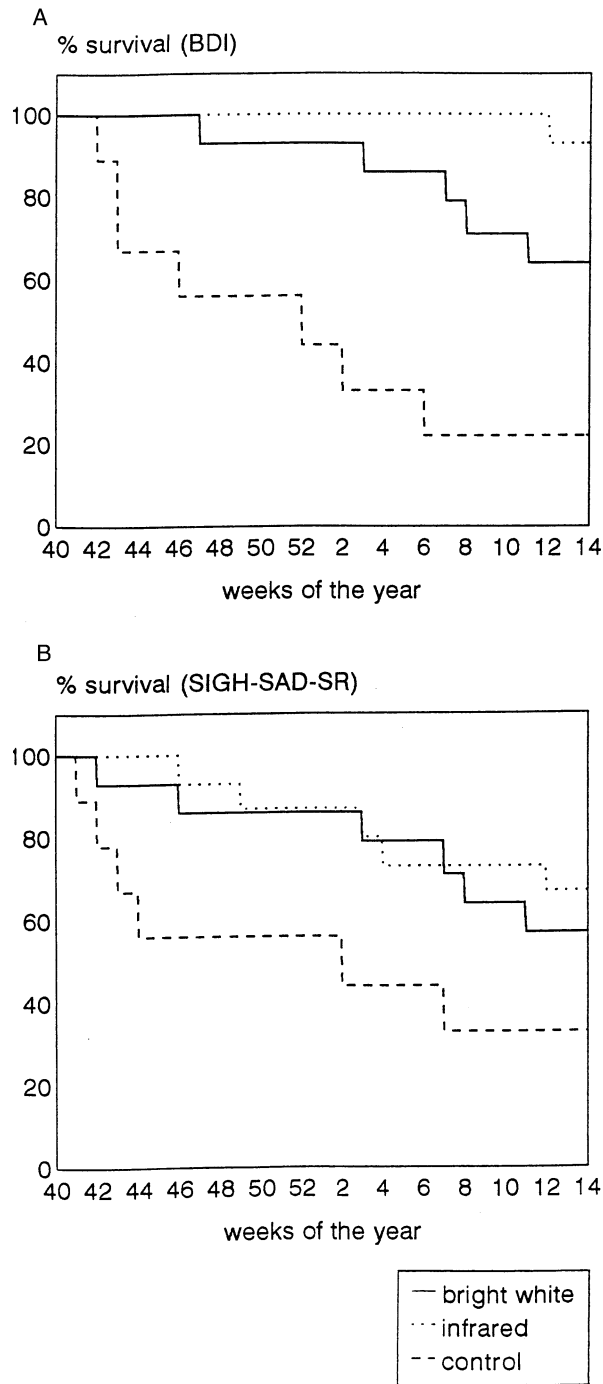 A
% survival (BDI)
100
80
60
40
20
0
40 42 44 46 48 50 52 2 4 6 8 10 12 14
weeks of the year
B
% survival (SIGH-SAD-SR)
100
80
60
40
20
0
40 42 44 46 48 50 52 2 4 6 8 10 12 14
weeks of the year
bright white
infrared
control